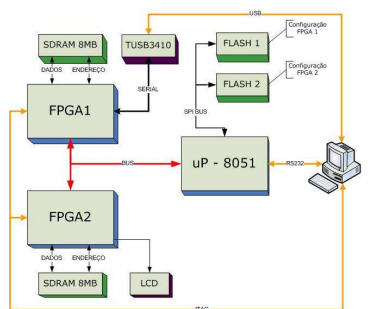 USB
SDRAM 8MB
TUSB3410
FLASH 1
Configuração
FPGA 1
DADOS
ENDEREÇO
SERIAL
FLASH 2
Configuração
FPGA 2
FPGA1
SPI BUS
BUS
uP - 8051
RS232
FPGA2
DADOS
ENDEREÇO
SDRAM 8MB
LCD
JTAG